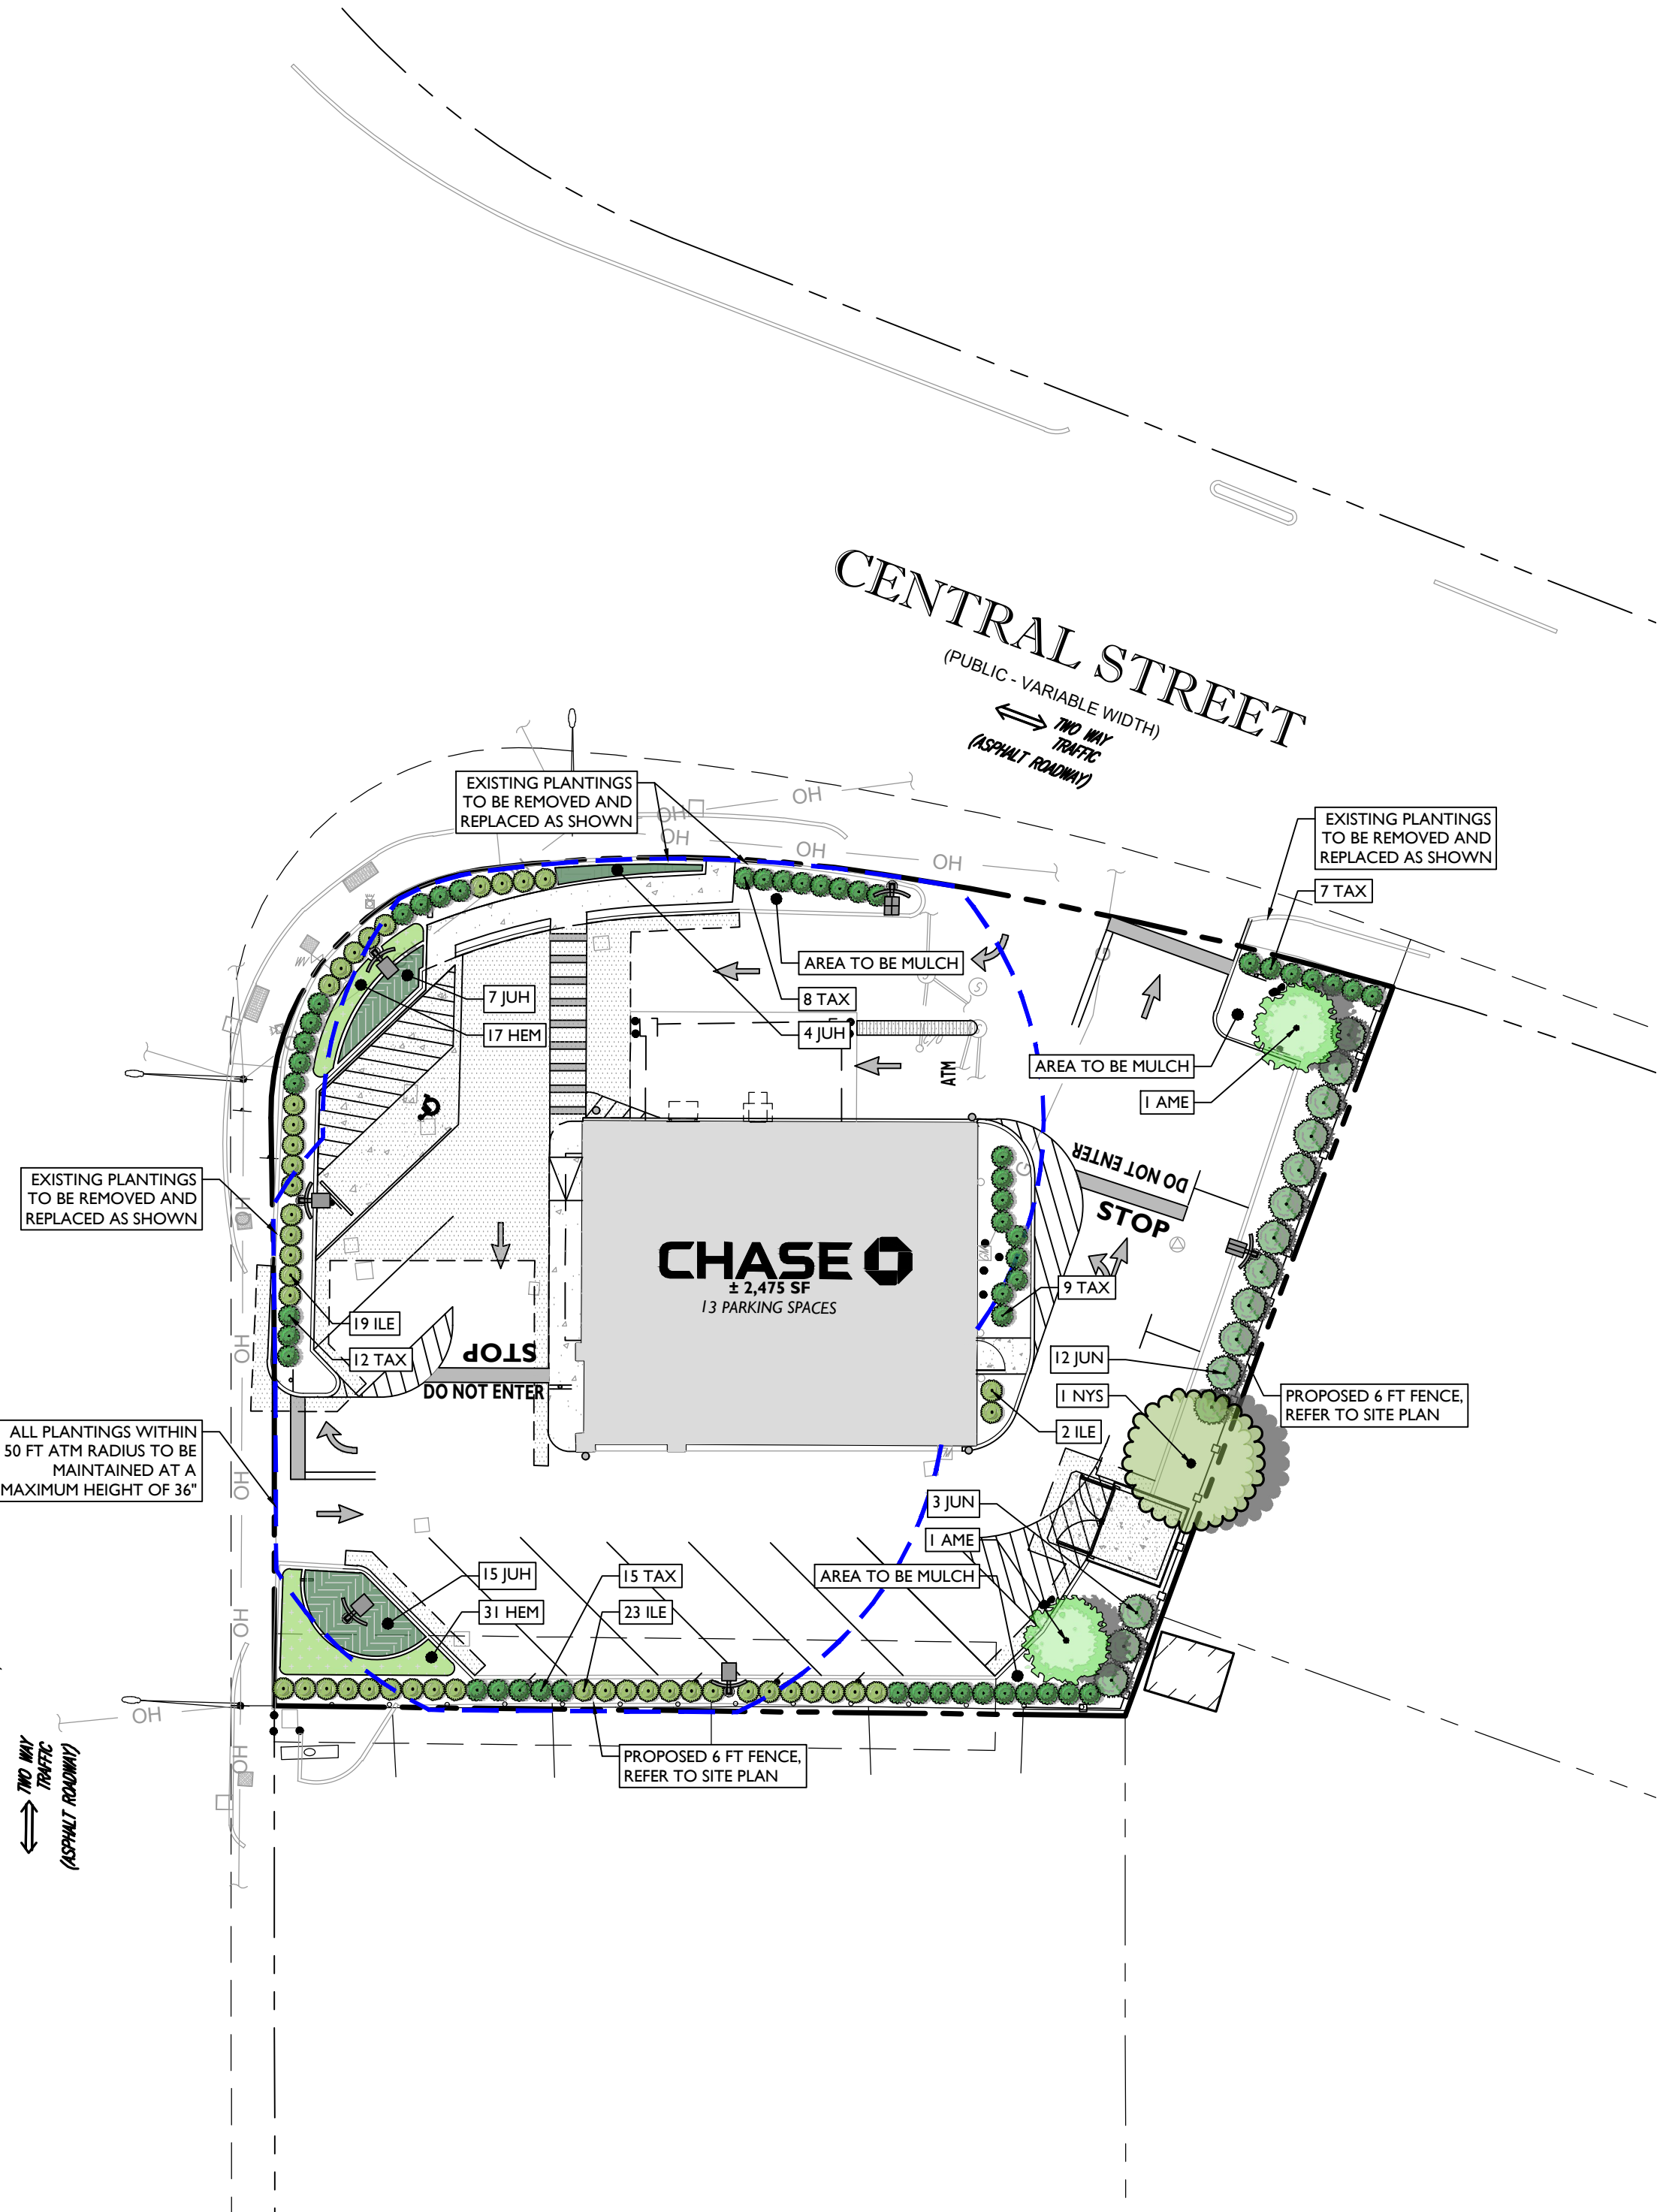 CENTRAL STREET
(PUBLIC - VARIABLE WIDTH)
TWO WAY
TRAFFIC
(ASPHALT ROADWAY)
EXISTING PLANTINGS
TO BE REMOVED AND
REPLACED AS SHOWN
OH
OH
OH
OH
OH
EXISTING PLANTINGS
TO BE REMOVED AND
REPLACED AS SHOWN
7 TAX
AREA TO BE MULCH
8 TAX
4 JUH
7 JUH
17 HEM
S
G
ATM
AREA TO BE MULCH
1 AME
DO NOT ENTER
STOP
G
EXISTING PLANTINGS
TO BE REMOVED AND
REPLACED AS SHOWN
OH
CHASE
± 2,475 SF
13 PARKING SPACES
9 TAX
19 ILE
12 TAX
OH
STOP
DO NOT ENTER
12 JUN
1 NYS
2 ILE
PROPOSED 6 FT FENCE,
REFER TO SITE PLAN
ALL PLANTINGS WITHIN
50 FT ATM RADIUS TO BE
MAINTAINED AT A
MAXIMUM HEIGHT OF 36"
OH
3 JUN
1 AME
AREA TO BE MULCH
15 JUH
31 HEM
15 TAX
23 ILE
OH
OH
OH
PROPOSED 6 FT FENCE,
REFER TO SITE PLAN
TWO WAY
TRAFFIC
(ASPHALT ROADWAY)